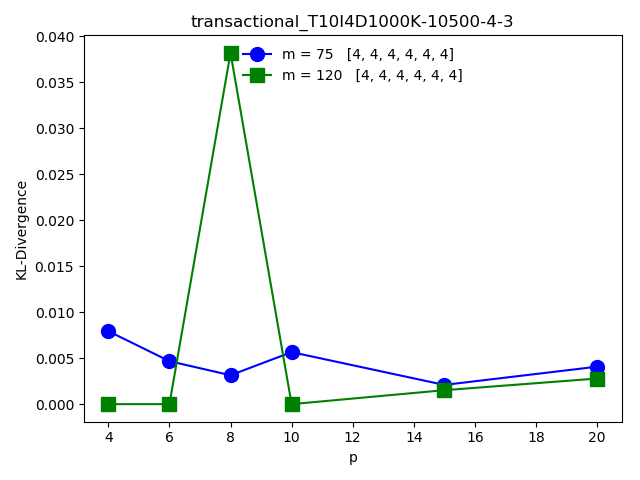 transactional_T10I4D1000K-10500-4-3
m = 75   [4, 4, 4, 4, 4, 4]
m = 120   [4, 4, 4, 4, 4, 4]
KL-Divergence
0.040
0.035
0.030
0.025
0.020
0.015
0.010
0.005
0.000
4 6 8 10 12 14 16 18 20
p